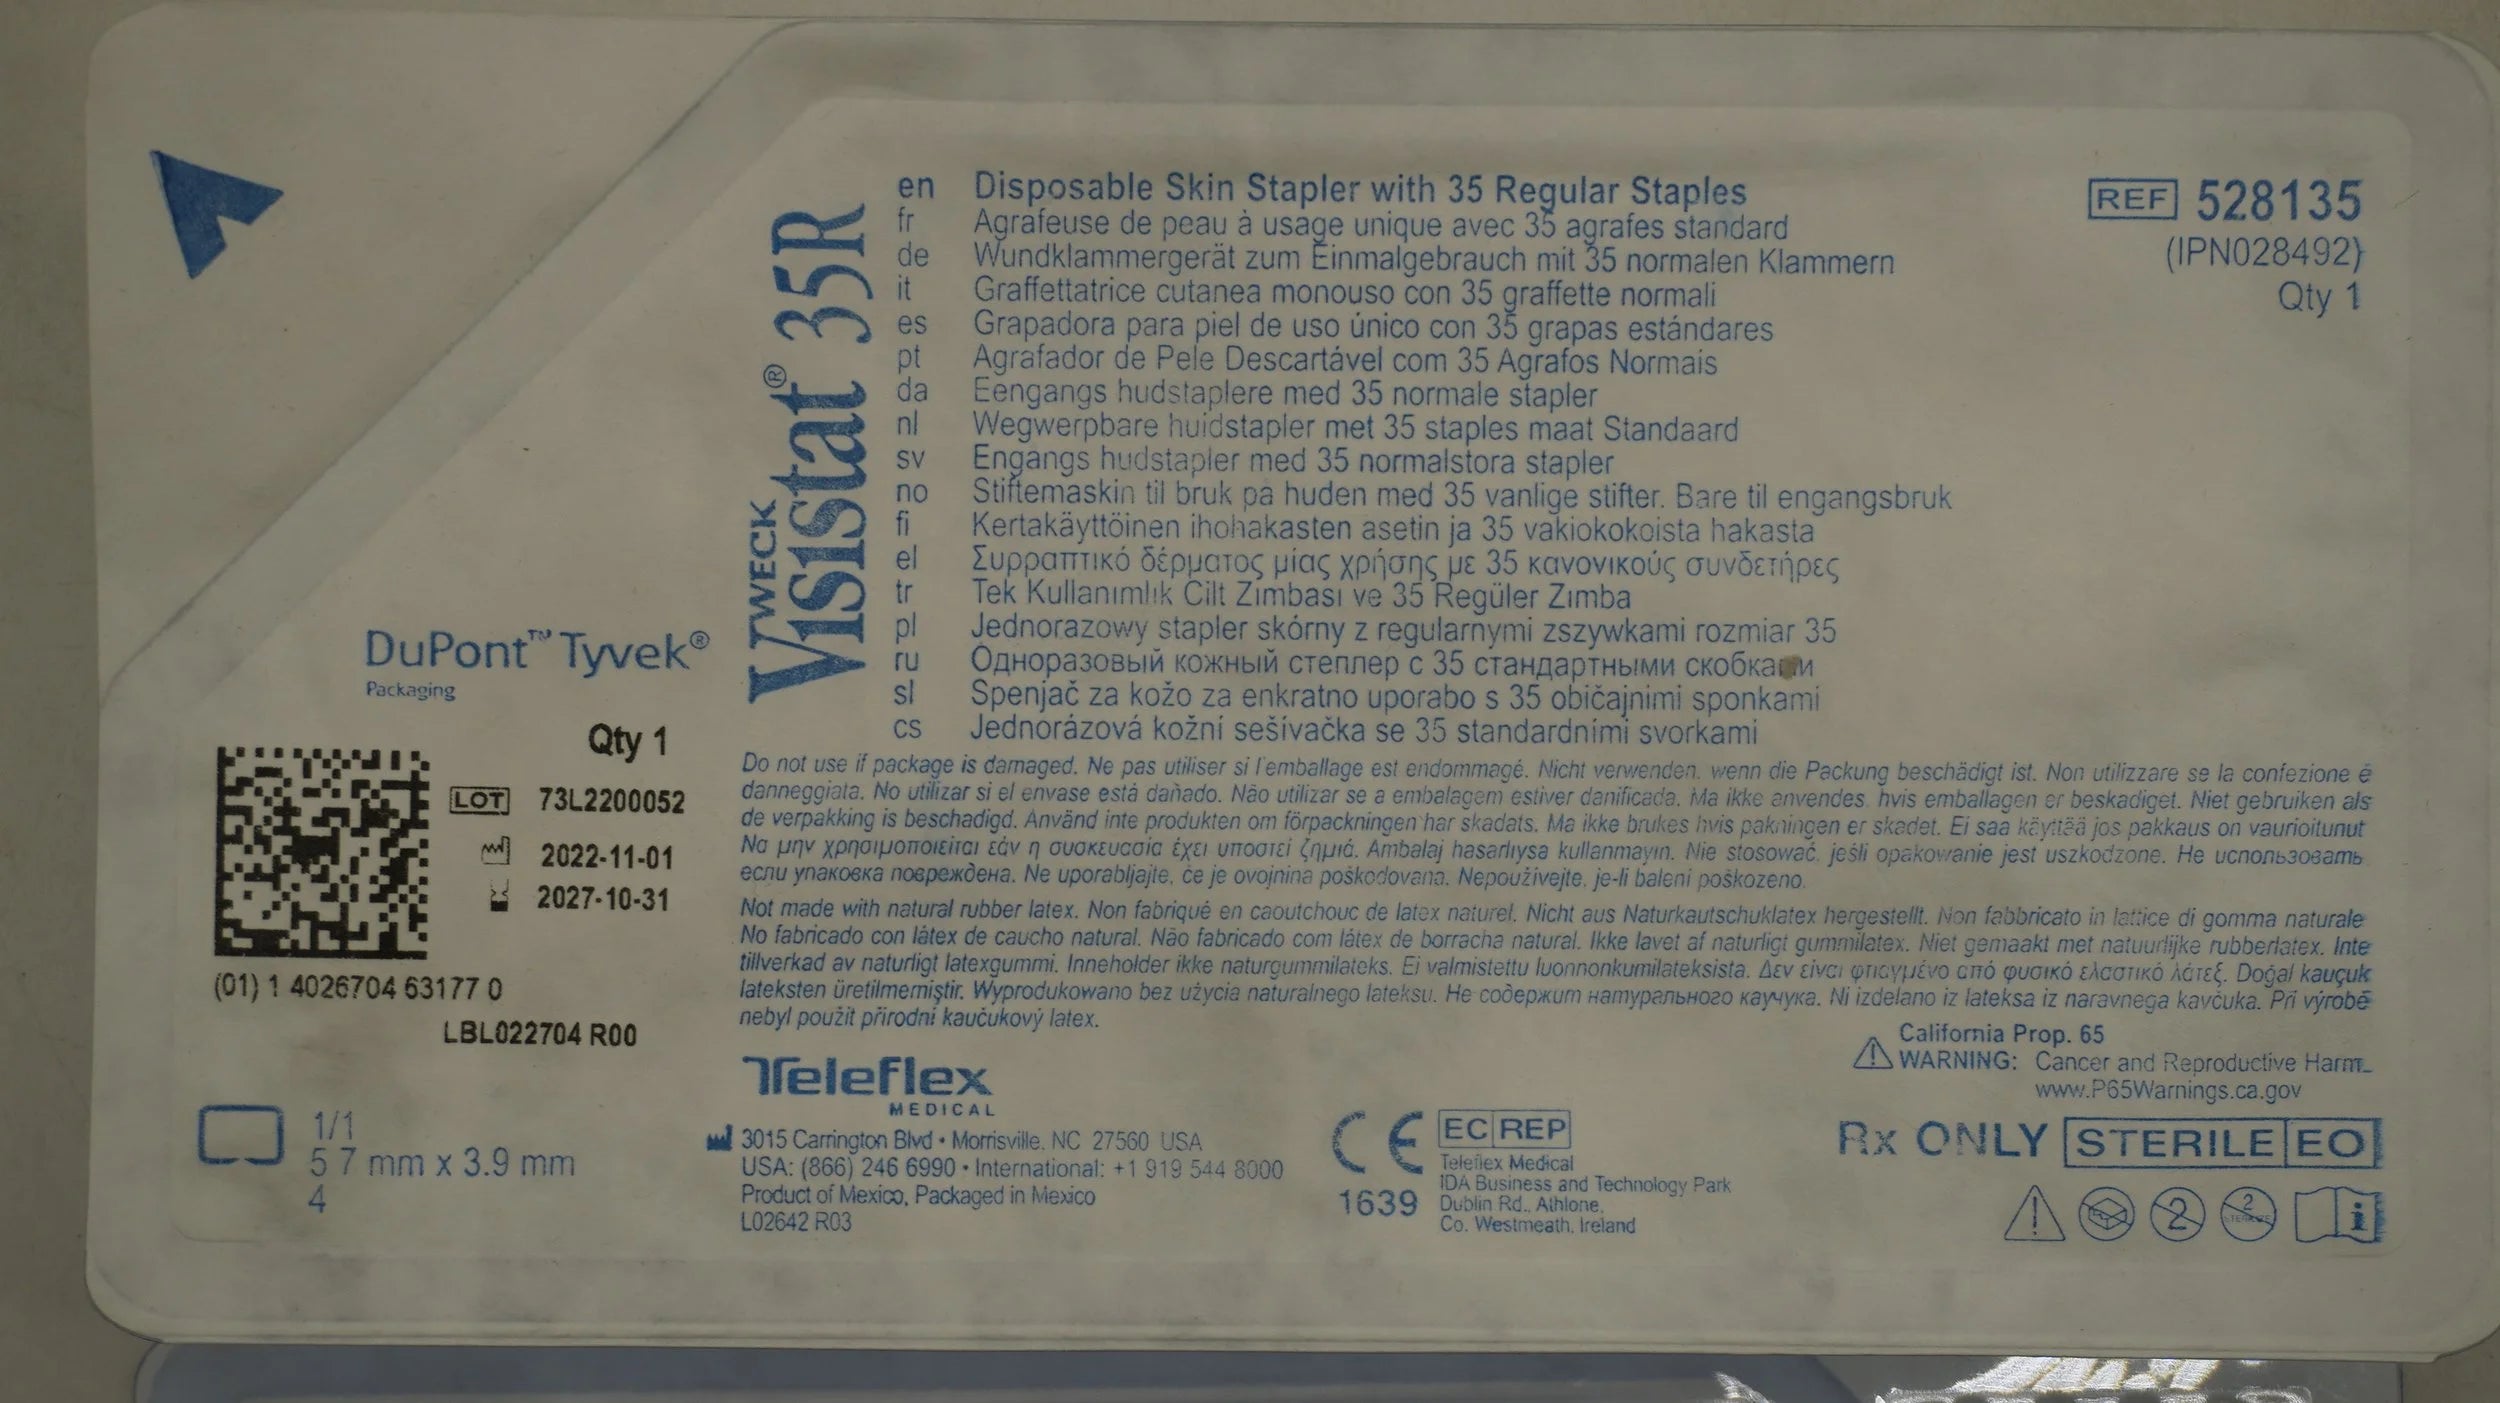 WECK
Visistat® 35R
en Disposable Skin Stapler with 35 Regular Staples
fr Agrafeuse de peau à usage unique avec 35 agrafes standard
de Wundklammergerät zum Einmalgebrauch mit 35 normalen Klammern
it Graffettatrice cutanea monouso con 35 graffette normali
es Grapadora para piel de uso único con 35 grapas estándares
pt Agrafador de Pele Descartável com 35 Agrafos Normais
da Eengangs hudstaplere med 35 normale stapler
nl Wegwerpbare huidstapler met 35 staples maat Standaard
sv Engangs hudstapler med 35 normalstora stapler
no Stiftemaskin til bruk pa huden med 35 vanlige stifter. Bare til engangsbruk
fi Kertakäyttöinen ihohakasten asetin ja 35 vakiokokoista hakasta
el Συρραπτικό δέρματος μίας χρήσης με 35 κανονικούς συνδετήρες
tr Tek Kullanımlık Cilt Zımbası ve 35 Regüler Zımba
pl Jednorazowy stapler skórny z regularnymi zszywkami rozmiar 35
ru Одноразовый кожный степлер с 35 стандартными скобками
sl Spenjač za kožo za enkratno uporabo s 35 običajnimi sponkami
cs Jednorázová kožní sešívačka se 35 standardními svorkami
REF 528135
(IPN028492)
Qty 1
DuPont™ Tyvek®
Packaging
Qty 1
LOT 73L2200052
2022-11-01
2027-10-31
(01) 1 4026704 63177 0
LBL022704 R00
Do not use if package is damaged. Ne pas utiliser si l'emballage est endommagé. Nicht verwenden, wenn die Packung beschädigt ist. Non utilizzare se la confezione é
danneggiata. No utilizar si el envase está dañado. Não utilizar se a embalagem estiver danificada. Ma ikke anvendes, hvis emballagen er beskadiget. Niet gebruiken als
de verpakking is beschadigd. Använd inte produkten om förpackningen har skadats. Ma ikke brukes hvis pakningen er skadet. Ei saa käyttää jos pakkaus on vaurioitunut
Να μην χρησιμοποιείται εάν η συσκευασία έχει υποστεί ζημιά. Ambalaj hasarlıysa kullanmayın. Nie stosować, jeśli opakowanie jest uszkodzone. Не использовать
если упаковка повреждена. Ne uporabljajte, če je ovojnina poškodovana. Nepoužívejte, je-li balení poškozeno.
Not made with natural rubber latex. Non fabriqué en caoutchouc de latex naturel. Nicht aus Naturkautschuklatex hergestellt. Non fabbricato in lattice di gomma naturale
No fabricado con látex de caucho natural. Não fabricado com látex de borracha natural. Ikke lavet af naturligt gummilatex. Niet gemaakt met natuurlijke rubberlatex. Inte
tillverkad av naturligt latexgummi. Inneholder ikke naturgummilateks. Ei valmistettu luonnonkumilateksista. Δεν είναι φτιαγμένο από φυσικό ελαστικό λάτεξ. Doğal kauçuk
lateksten üretilmemiştir. Wyprodukowano bez użycia naturalnego lateksu. Не содержит натурального каучука. Ni izdelano iz lateksa iz naravnega kavčuka. Pri výrobě
nebyl použit přírodní kaučukový latex.
California Prop. 65
WARNING: Cancer and Reproductive Harm_
www.P65Warnings.ca.gov
Rx ONLY STERILE EO
Teleflex
MEDICAL
3015 Carrington Blvd • Morrisville, NC 27560 USA
USA: (866) 246 6990 • International: +1 919 544 8000
Product of Mexico, Packaged in Mexico
L02642 R03
1/1
5 7 mm x 3.9 mm
4
CE
1639
EC REP
Teleflex Medical
IDA Business and Technology Park
Dublin Rd., Athlone,
Co. Westmeath, Ireland
2
2
i